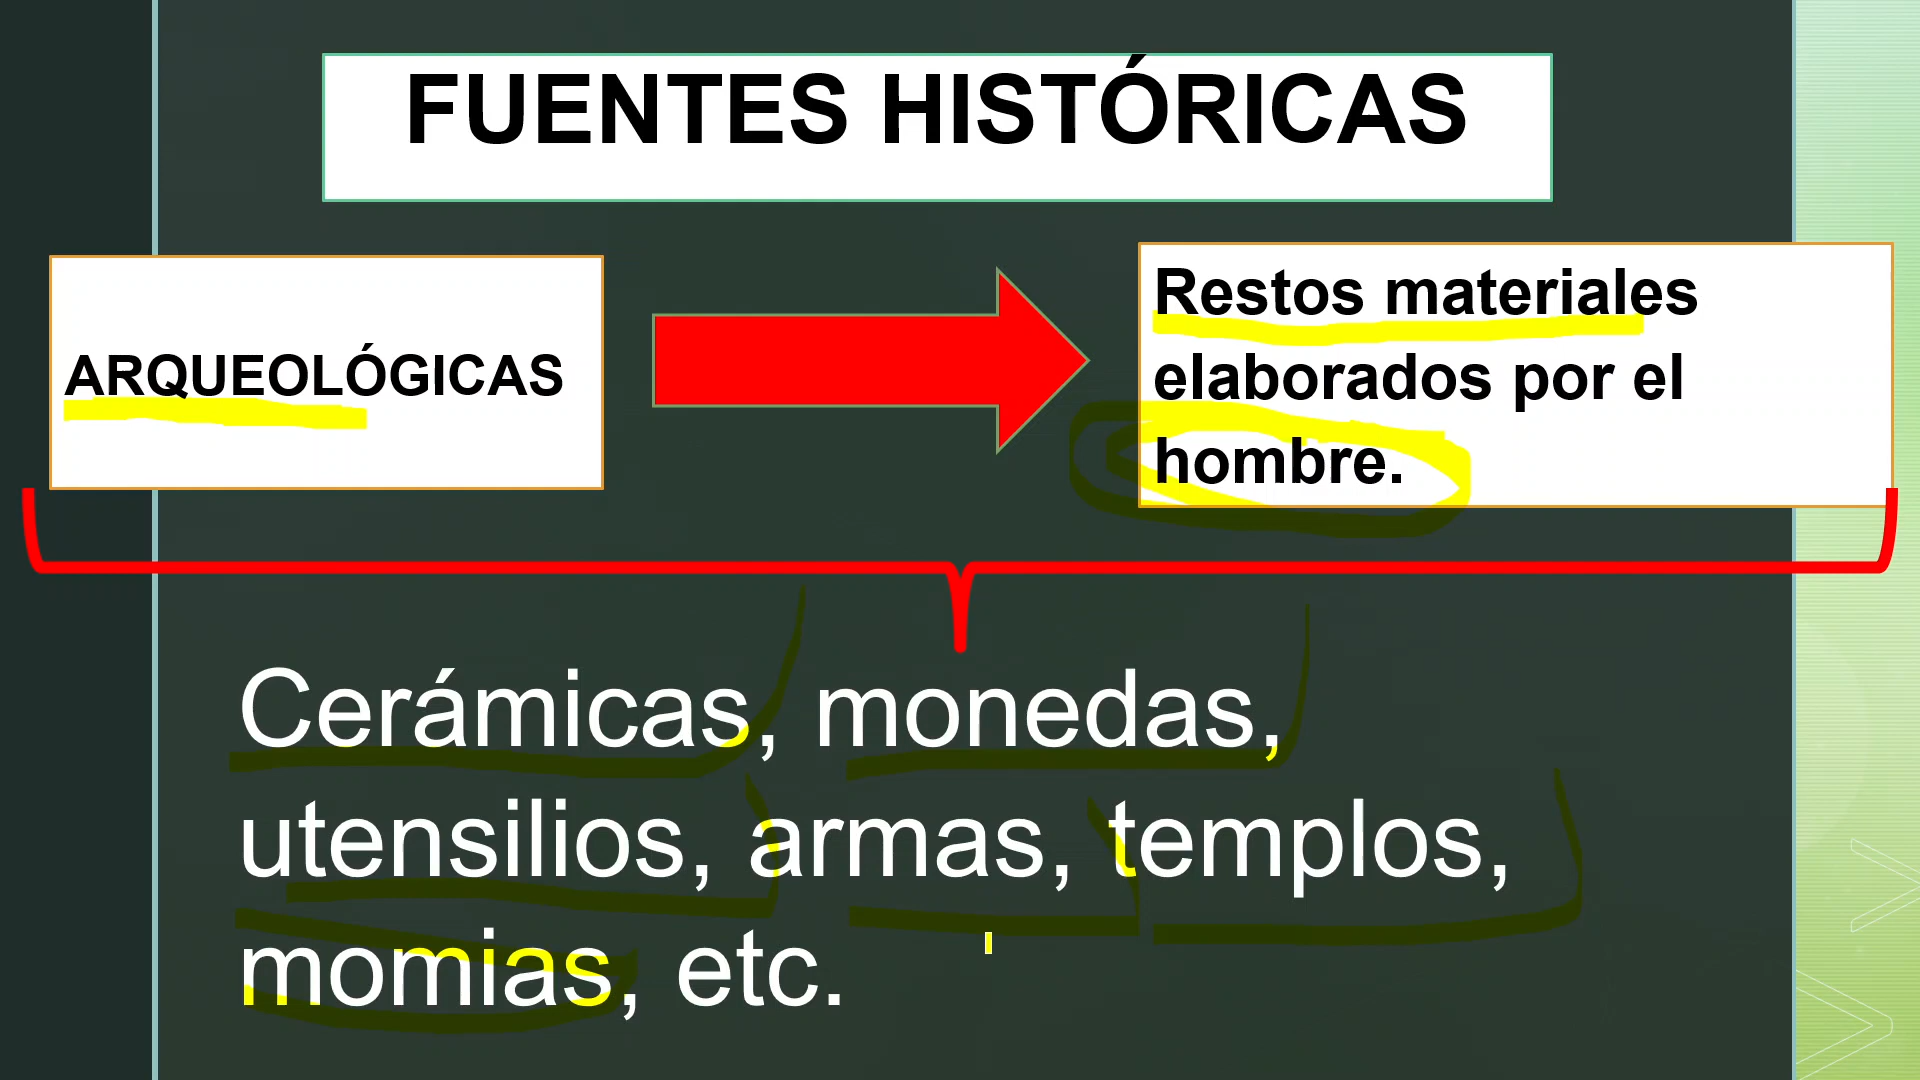 FUENTES HISTÓRICAS
ARQUEOLÓGICAS
Restos materiales
elaborados por el
hombre.
Cerámicas, monedas,
utensilios, armas, templos,
momias, etc.